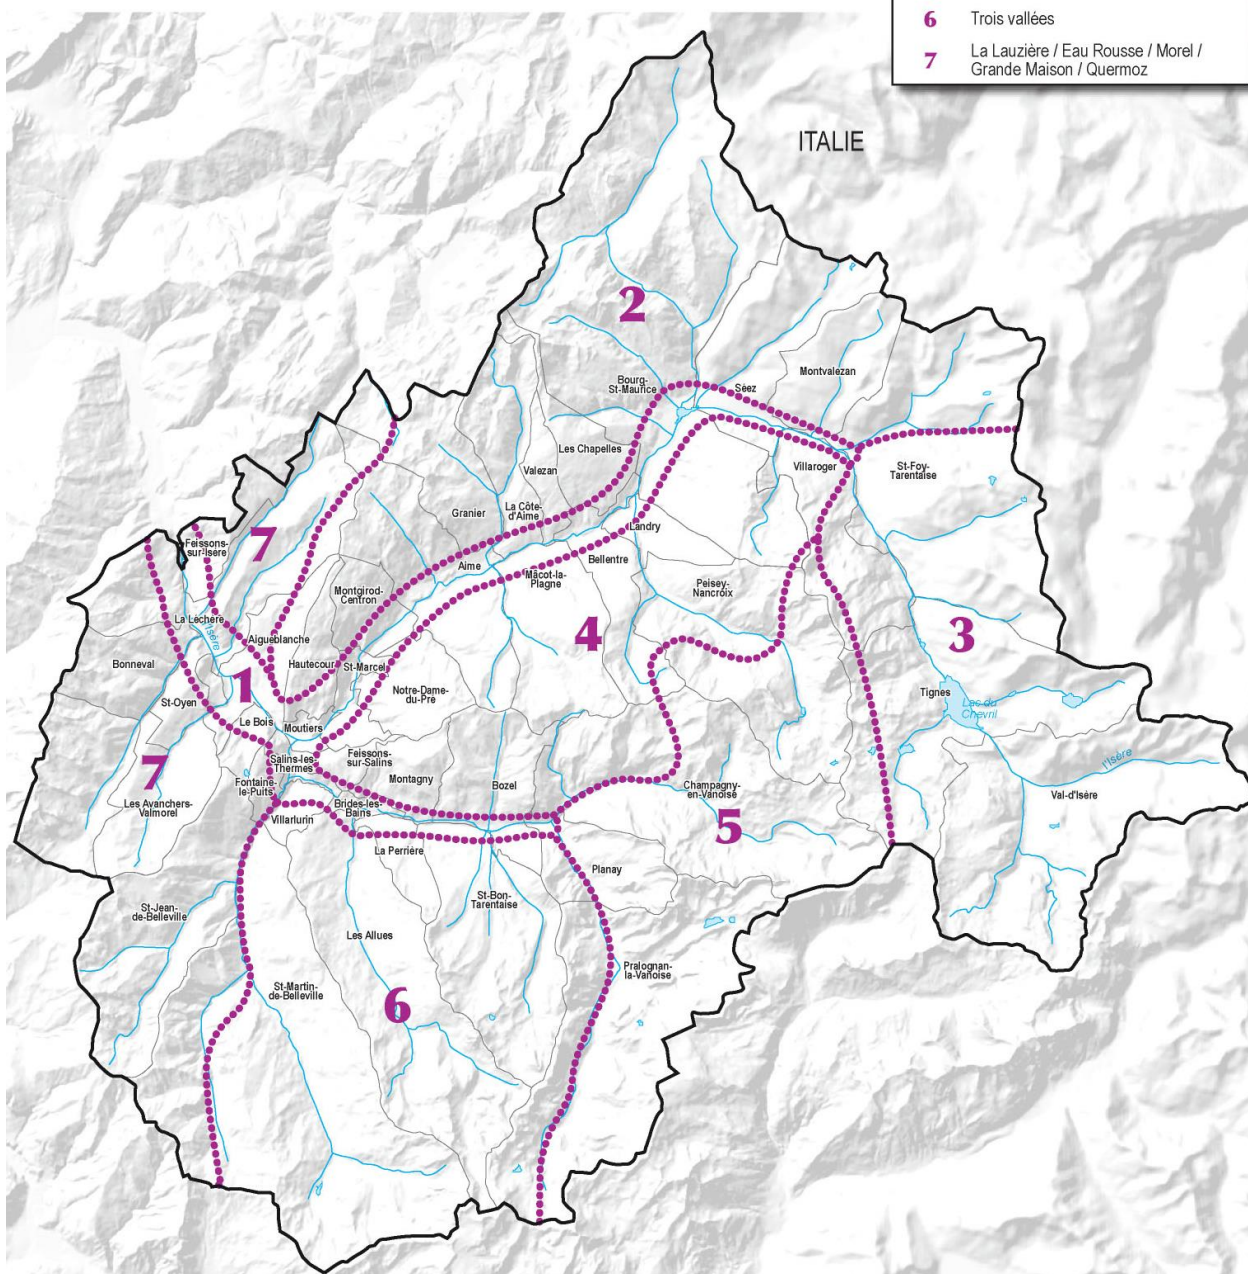 6 Trois vallées
7 La Lauzière / Eau Rousse / Morel /
Grande Maison / Quermoz
ITALIE
2
Bourg-
St-Maurice
Séez
Montvalezan
Les Chapelles
Valezan
Villaroger
St-Foy-
Tarentaise
Granier
La Côte-
d'Aime
Landry
7
Feissons-
sur-Isère
Aime
Bellentre
Mâcot-la-
Plagne
Peisey-
Nancroix
Montgirod-
Centron
La Léchère
l'Isère
Aigueblanche
4
3
Bonneval
Hautecour
St-Marcel
1
Notre-Dame-
du-Pré
Tignes
Lac du
Chevril
St-Oyen
Le Bois
Moutiers
7
Salins-les-
Thermes
Feissons-
sur-Salins
l'Isère
Fontaine-
le-Puits
Montagny
Bozel
Champagny-
en-Vanoise
Val-d'Isère
Les Avanchers-
Valmorel
Brides-les-
Bains
Villarlurin
5
La Perrière
Planay
St-Bon-
Tarentaise
St-Jean-
de-Belleville
Les Allues
Pralognan-
la-Vanoise
St-Martin-
de-Belleville
6